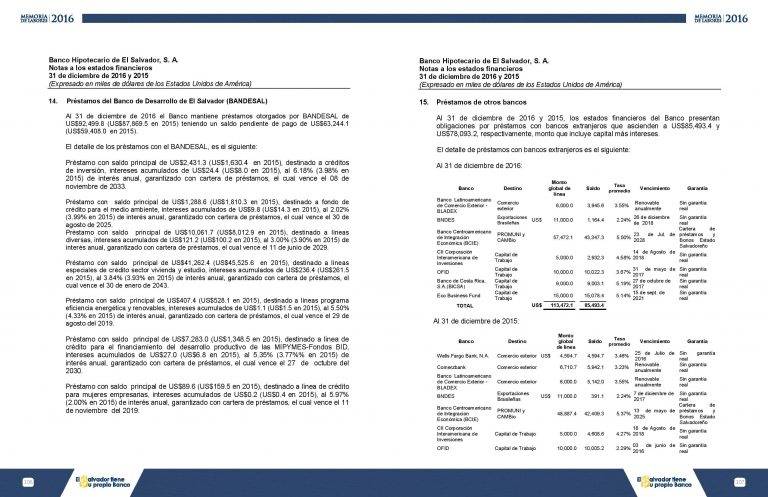 MEMORIA
DE LABORES 2016
Banco Hipotecario de El Salvador, S. A.
Notas a los estados financieros
31 de diciembre de 2016 y 2015
(Expresado en miles de dólares de los Estados Unidos de América)
14. Préstamos del Banco de Desarrollo de El Salvador (BANDESAL)
Al 31 de diciembre de 2016 el Banco mantiene préstamos otorgados por BANDESAL de
US$92,499.8 (US$87,869.5 en 2015) teniendo un saldo pendiente de pago de US$63,244.1
(US$59,408.0 en 2015).
El detalle de los préstamos con el BANDESAL, es el siguiente:
Préstamo con saldo principal de US$2,431.3 (US$1,630.4 en 2015), destinado a créditos
de inversión, intereses acumulados de US$24.4 (US$8.0 en 2015), al 6.18% (3.98% en
2015) de interés anual, garantizado con cartera de préstamos, el cual vence el 08 de
noviembre de 2033.
Préstamo con saldo principal de US$1,288.6 (US$1,810.3 en 2015), destinado a fondo de
crédito para el medio ambiente, intereses acumulados de US$9.8 (US$14.3 en 2015), al 2.02%
(3.99% en 2015) de interés anual, garantizado con cartera de préstamos, el cual vence el 30 de
agosto de 2025.
Préstamo con saldo principal de US$10,061.7 (US$8,012.9 en 2015), destinado a líneas
diversas, intereses acumulados de US$121.2 (US$100.2 en 2015), al 3.00% (3.90% en 2015) de
interés anual, garantizado con cartera de préstamos, el cual vence el 11 de junio de 2029.
Préstamo con saldo principal de US$41,262.4 (US$45,525.6 en 2015), destinado a líneas
especiales de credito sector vivienda y estudio, intereses acumulados de US$236.4 (US$261.5
en 2015), al 3.84% (3.93% en 2015) de interés anual, garantizado con cartera de préstamos, el
cual vence el 30 de enero de 2043.
Préstamo con saldo principal de US$407.4 (US$528.1 en 2015), destinado a líneas programa
eficiencia energética y renovables, intereses acumulados de US$1.1 (US$1.5 en 2015), al 5.50%
(4.33% en 2015) de interés anual, garantizado con cartera de préstamos, el cual vence el 29 de
agosto del 2019.
Préstamo con saldo principal de US$7,283.0 (US$1,348.5 en 2015), destinado a línea de
crédito para el financiamiento del desarrollo productivo de las MIPYMES-Fondos BID,
intereses acumulados de US$27.0 (US$6.8 en 2015), al 5.35% (3.77%% en 2015) de
interés anual, garantizado con cartera de préstamos, el cual vence el 27 de octubre del
2030.
Préstamo con saldo principal de US$89.6 (US$159.5 en 2015), destinado a línea de crédito
para mujeres empresarias, intereses acumulados de US$0.2 (US$0.4 en 2015), al 5.97%
(2.00% en 2015) de interés anual, garantizado con cartera de préstamos, el cual vence el 11
de noviembre del 2019.
El Salvador tiene
su propio Banco
MEMORIA
DE LABORES 2016
Banco Hipotecario de El Salvador, S. A.
Notas a los estados financieros
31 de diciembre de 2016 y 2015
(Expresado en miles de dólares de los Estados Unidos de América)
15. Préstamos de otros bancos
Al 31 de diciembre de 2016 y 2015, los estados financieros del Banco presentan
obligaciones por préstamos con bancos extranjeros que ascienden a US$85,493.4 y
US$78,093.2, respectivamente, monto que incluye capital más intereses.
El detalle de préstamos con bancos extranjeros es el siguiente:
Al 31 de diciembre de 2016:
Banco Destino Monto global de línea Saldo Tasa promedio Vencimiento Garantía
Banco Latinoamericano de Comercio Exterior - BLADEX Comercio exterior 6,000.0 3,945.6 3.55% Renovable anualmente Sin garantía real
BNDES Exportaciones Brasileñas US$ 11,000.0 1,164.4 2.24% 26 de diciembre de 2018 Sin garantía real
Banco Centroamericano de Integracion Económica (BCIE) PROMUNI y CAMBio 57,472.1 43,347.3 5.50% 23 de Jul. de 2028 Cartera de préstamos y Bonos Estado Salvadoreño
CII Corporación Interamericana de Inversiones Capital de Trabajo 5,000.0 2,932.3 4.58% 14 de Agosto de 2018 Sin garantía real
OFID Capital de Trabajo 10,000.0 10,022.3 3.87% 31 de mayo de 2017 Sin garantía real
Banco de Costa Rica, S.A (BICSA) Capital de Trabajo 9,000.0 9,003.1 5.19% 27 de octubre de 2017 Sin garantía real
Eco Business Fund Capital de Trabajo 15,000.0 15,078.4 5.14% 15 de sept. de 2021 Sin garantía real
TOTAL US$ 113,472.1 85,493.4
Al 31 de diciembre de 2015:
Banco Destino Monto global de línea Saldo Tasa promedio Vencimiento Garantía
Wells Fargo Bank, N.A. Comercio exterior US$ 4,594.7 4,594.7 3.46% 25 de Julio de 2016 Sin garantía real
Comerzbank Comercio exterior 6,710.7 5,942.1 3.23% Renovable anualmente Sin garantía real
Banco Latinoamericano de Comercio Exterior - BLADEX Comercio exterior 6,000.0 5,142.0 3.55% Renovable anualmente Sin garantía real
BNDES Exportaciones Brasileñas US$ 11,000.0 391.1 2.24% 7 de diciembre de 2017 Sin garantía real
Banco Centroamericano de Integracion Económica (BCIE) PROMUNI y CAMBio 48,887.4 42,409.3 5.37% 13 de mayo de 2025 Cartera de préstamos y Bonos Estado Salvadoreño
CII Corporación Interamericana de Inversiones Capital de Trabajo 5,000.0 4,608.6 4.27% 18 de Agosto de 2018 Sin garantía real
OFID Capital de Trabajo 10,000.0 10,005.2 3.29% 03 de junio de 2016 Sin garantía real
El Salvador tiene
su propio Banco